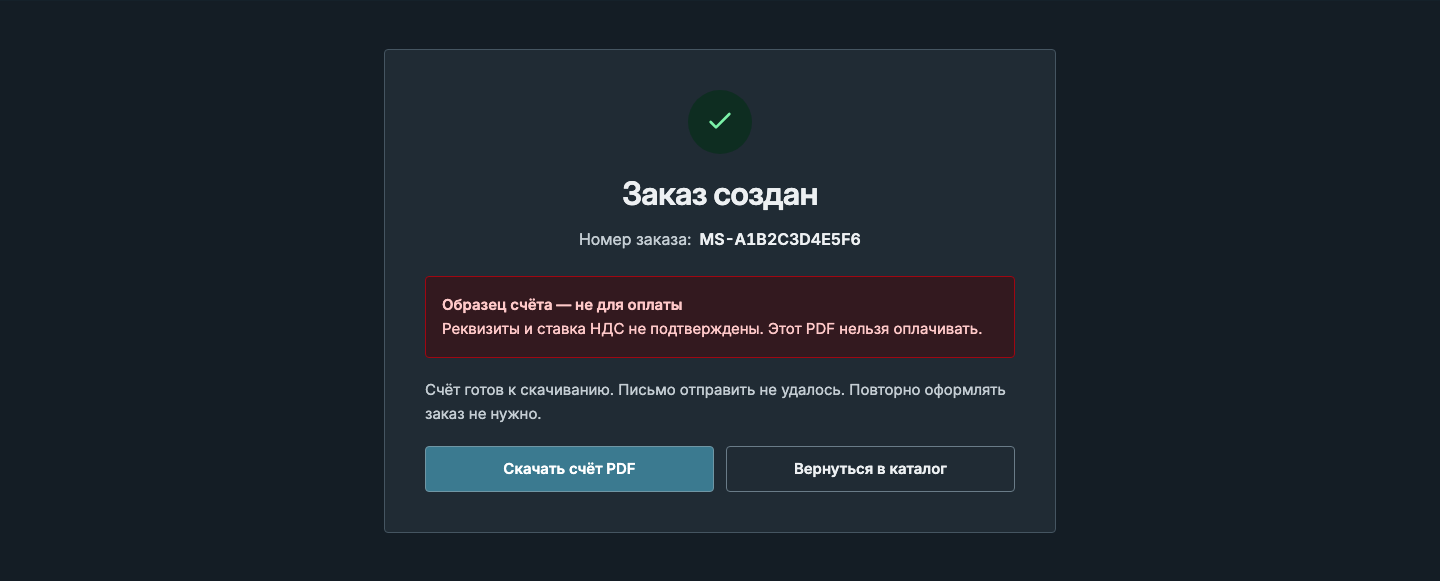 Заказ создан
Номер заказа: MS-A1B2C3D4E5F6
Образец счёта — не для оплаты
Реквизиты и ставка НДС не подтверждены. Этот PDF нельзя оплачивать.
Счёт готов к скачиванию. Письмо отправить не удалось. Повторно оформлять
заказ не нужно.
Скачать счёт PDF
Вернуться в каталог